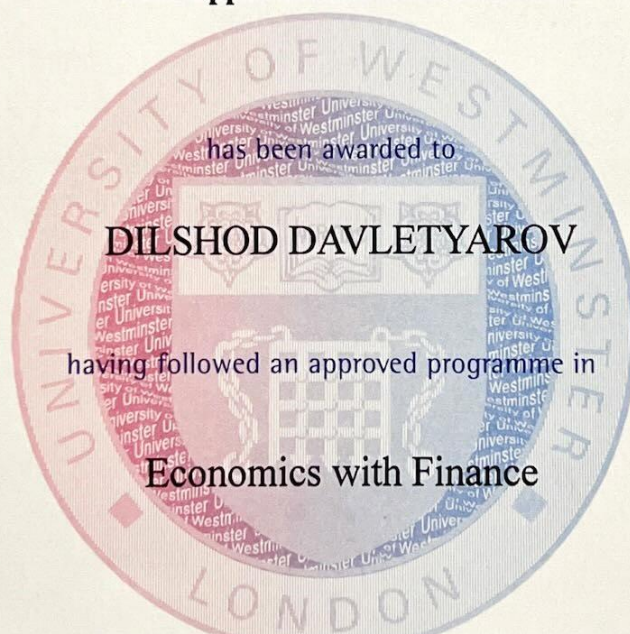 has been awarded to
DILSHOD DAVLETYAROV
having followed an approved programme in
Economics with Finance
UNIVERSITY OF WESTMINSTER
LONDON